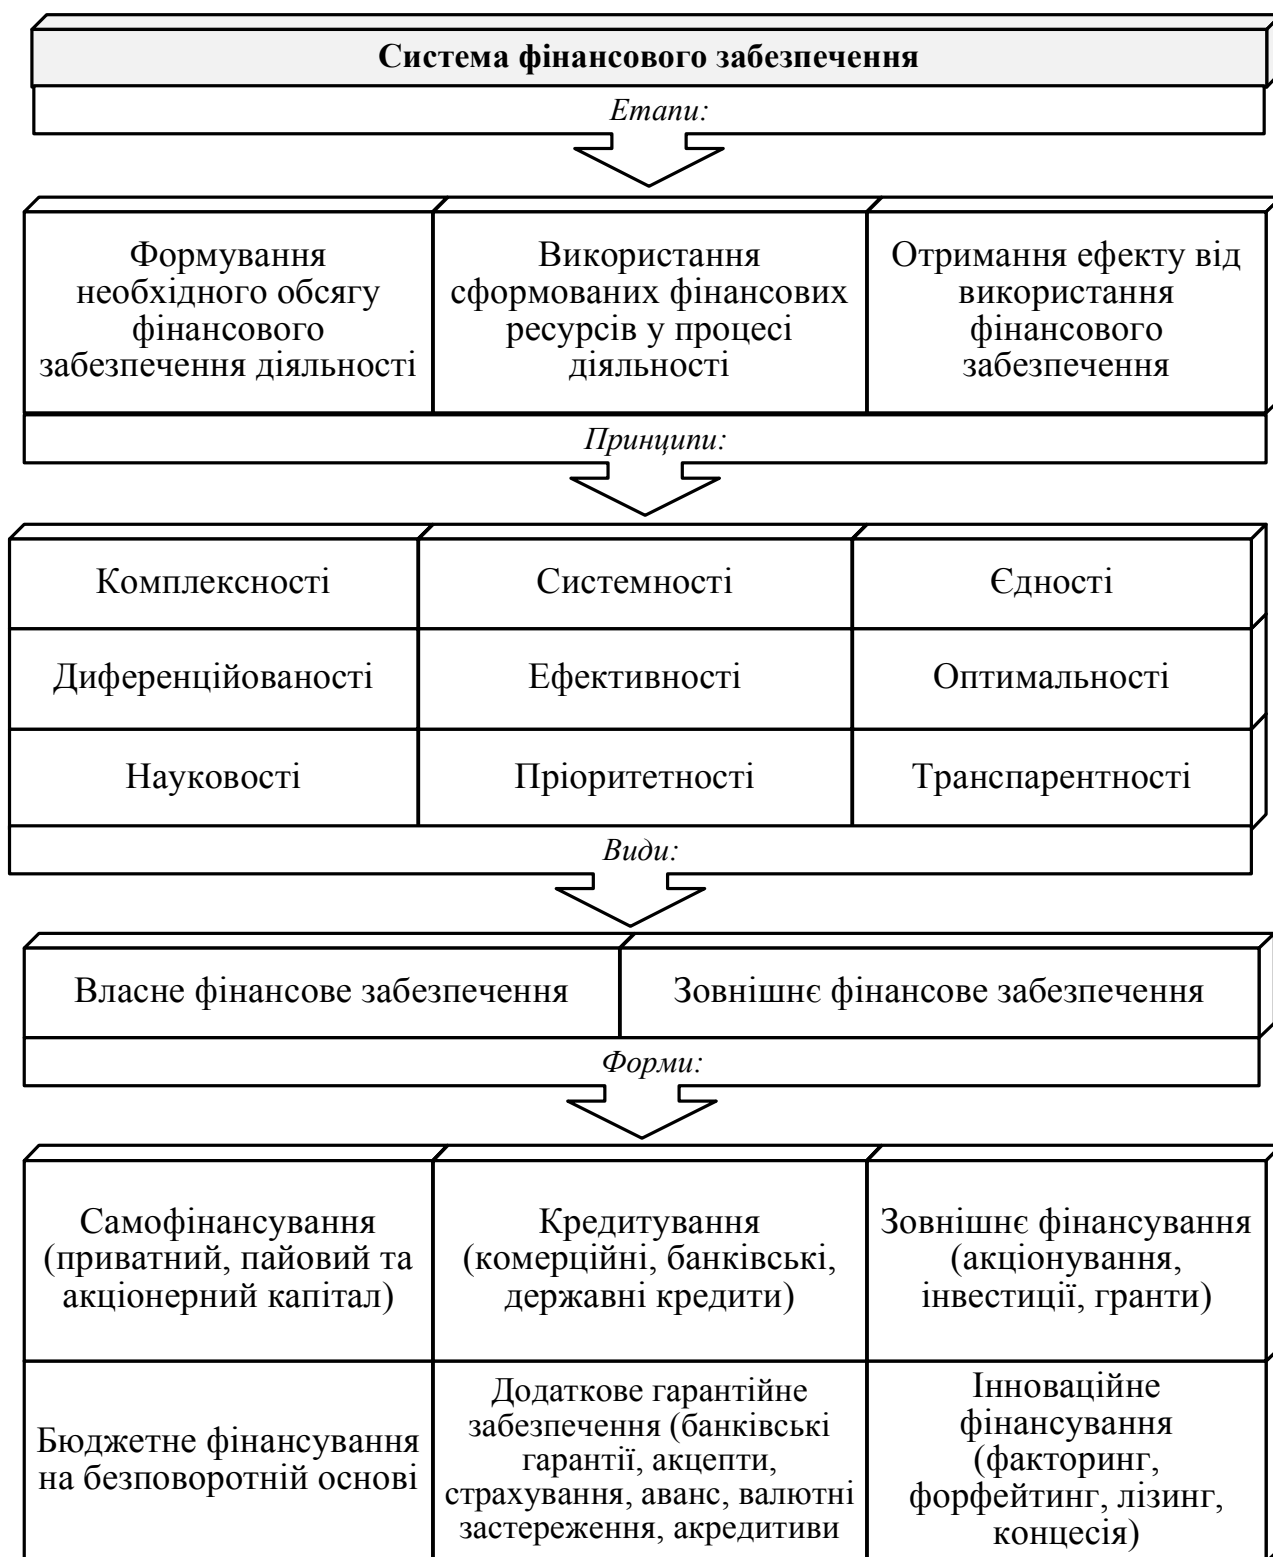 Система фінансового забезпечення
Етапи:
Формування
необхідного обсягу
фінансового
забезпечення діяльності
Використання
сформованих фінансових
ресурсів у процесі
діяльності
Отримання ефекту від
використання
фінансового
забезпечення
Принципи:
Комплексності
Системності
Єдності
Диференційованості
Ефективності
Оптимальності
Науковості
Пріоритетності
Транспарентності
Види:
Власне фінансове забезпечення
Зовнішнє фінансове забезпечення
Форми:
Самофінансування
(приватний, пайовий та
акціонерний капітал)
Кредитування
(комерційні, банківські,
державні кредити)
Зовнішнє фінансування
(акціонування,
інвестиції, гранти)
Бюджетне фінансування
на безповоротній основі
Додаткове гарантійне
забезпечення (банківські
гарантії, акцепти,
страхування, аванс, валютні
застереження, акредитиви
Інноваційне
фінансування
(факторинг,
форфейтинг, лізинг,
концесія)